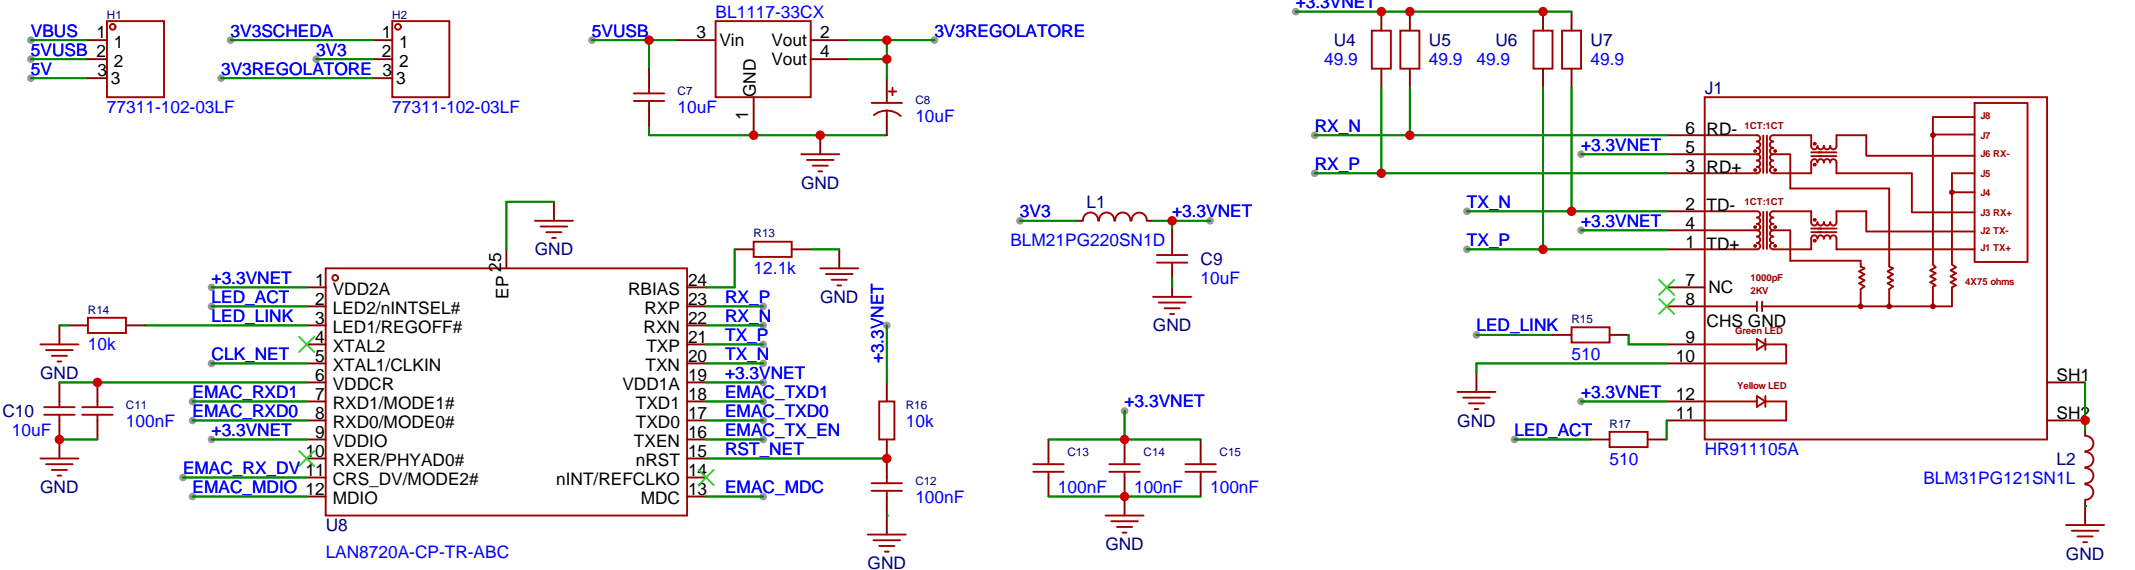 H1
VBUS 1 1
5VUSB 2 2
5V 3 3
77311-102-03LF
H2
3V3SCHEDA 1 1
3V3 2 2
3V3REGOLATORE 3 3
77311-102-03LF
BL1117-33CX
5VUSB 3 Vin Vout 2 3V3REGOLATORE
Vout 4
GND
1
C7
10uF
C8
10uF
GND
3V3
L1
+3.3VNET
BLM21PG220SN1D
C9
10uF
GND
+3.3VNET
U4
49.9
U5
49.9
U6
49.9
U7
49.9
J1
RX_N 6 RD- 1CT:1CT
+3.3VNET 5
RX_P 3 RD+
TX_N 2 TD- 1CT:1CT
+3.3VNET 4
TX_P 1 TD+
7 NC
8
CHS GND
1000pF
2KV
4X75 ohms
J8
J7
J6 RX-
J5
J4
J3 RX+
J2 TX-
J1 TX+
LED_LINK
R15
510
9
Green LED
10
GND
+3.3VNET 12
Yellow LED
11
LED_ACT
R17
510
HR911105A
SH1
SH2
L2
BLM31PG121SN1L
GND
GND
EP 25
R13
12.1k
GND
+3.3VNET 1 VDD2A
LED_ACT 2 LED2/nINTSEL#
LED_LINK 3 LED1/REGOFF#
R14
10k
GND
4 XTAL2
CLK_NET 5 XTAL1/CLKIN
6 VDDCR
EMAC_RXD1 7 RXD1/MODE1#
EMAC_RXD0 8 RXD0/MODE0#
+3.3VNET 9 VDDIO
10 RXER/PHYAD0#
EMAC_RX_DV 11 CRS_DV/MODE2#
EMAC_MDIO 12 MDIO
C10
10uF
C11
100nF
GND
RBIAS 24
RXP 23 RX_P
RXN 22 RX_N
TXP 21 TX_P
TXN 20 TX_N
VDD1A 19 +3.3VNET
TXD1 18 EMAC_TXD1
TXD0 17 EMAC_TXD0
TXEN 16 EMAC_TX_EN
nRST 15 RST_NET
nINT/REFCLKO 14
MDC 13 EMAC_MDC
U8
LAN8720A-CP-TR-ABC
+3.3VNET
R16
10k
C12
100nF
GND
+3.3VNET
C13
100nF
C14
100nF
C15
100nF
GND